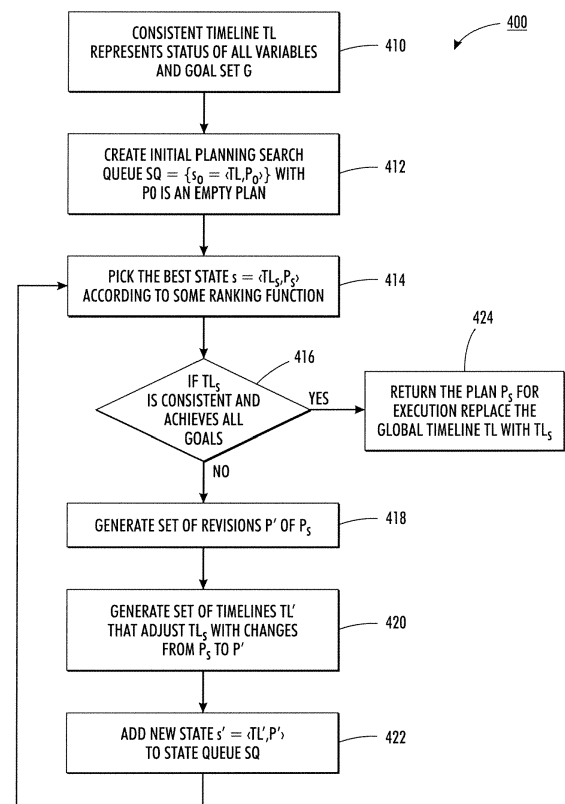 400
CONSISTENT TIMELINE TL
REPRESENTS STATUS OF ALL VARIABLES
AND GOAL SET G
410
CREATE INITIAL PLANNING SEARCH
QUEUE SQ = {s₀ = ‹TL,P₀›} WITH
P0 IS AN EMPTY PLAN
412
PICK THE BEST STATE s = ‹TLₛ,Pₛ›
ACCORDING TO SOME RANKING FUNCTION
414
416
IF TLₛ
IS CONSISTENT AND
ACHIEVES ALL
GOALS
YES
NO
424
RETURN THE PLAN Pₛ FOR
EXECUTION REPLACE THE
GLOBAL TIMELINE TL WITH TLₛ
GENERATE SET OF REVISIONS P' OF Pₛ
418
GENERATE SET OF TIMELINES TL'
THAT ADJUST TLₛ WITH CHANGES
FROM Pₛ TO P'
420
ADD NEW STATE s' = ‹TL',P'›
TO STATE QUEUE SQ
422